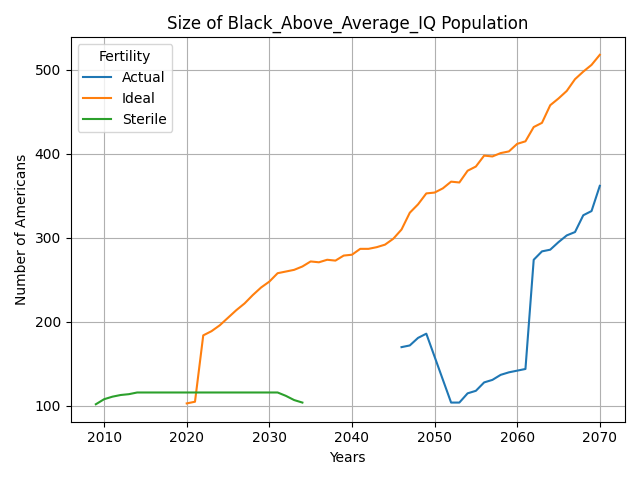 Size of Black_Above_Average_IQ Population
Fertility
Actual
Ideal
Sterile
Number of Americans
500
400
300
200
100
2010 2020 2030 2040 2050 2060 2070
Years